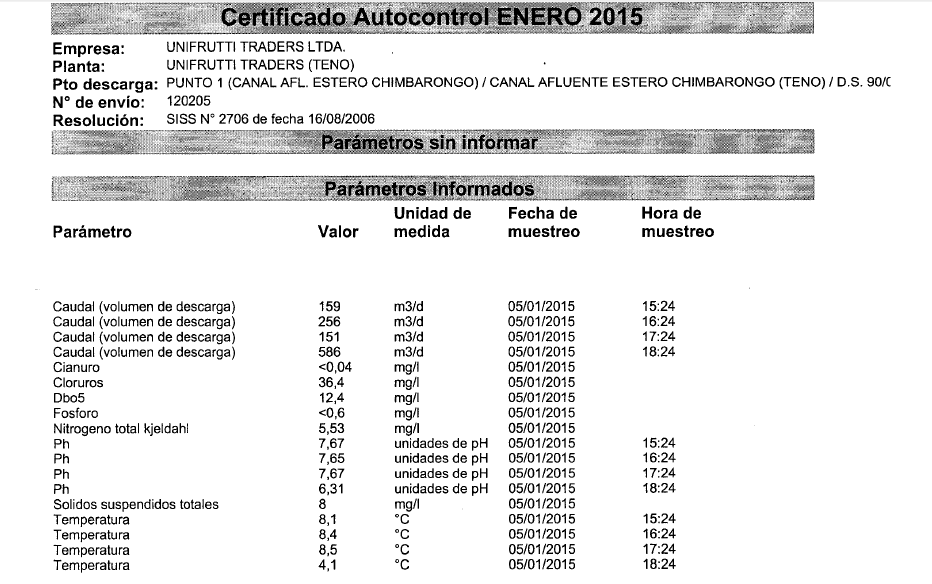 Certificado Autocontrol ENERO 2015
Empresa: UNIFRUTTI TRADERS LTDA.
Planta: UNIFRUTTI TRADERS (TENO)
Pto descarga: PUNTO 1 (CANAL AFL. ESTERO CHIMBARONGO) / CANAL AFLUENTE ESTERO CHIMBARONGO (TENO) / D.S. 90/0
N° de envío: 120205
Resolución: SISS N° 2706 de fecha 16/08/2006
Parámetros sin informar
Parámetros Informados
Parámetro Valor Unidad de medida Fecha de muestreo Hora de muestreo
Caudal (volumen de descarga) 159 m3/d 05/01/2015 15:24
Caudal (volumen de descarga) 256 m3/d 05/01/2015 16:24
Caudal (volumen de descarga) 151 m3/d 05/01/2015 17:24
Caudal (volumen de descarga) 586 m3/d 05/01/2015 18:24
Cianuro <0,04 mg/l 05/01/2015
Cloruros 36,4 mg/l 05/01/2015
Dbo5 12,4 mg/l 05/01/2015
Fosforo <0,6 mg/l 05/01/2015
Nitrogeno total kjeldahl 5,53 mg/l 05/01/2015
Ph 7,67 unidades de pH 05/01/2015 15:24
Ph 7,65 unidades de pH 05/01/2015 16:24
Ph 7,67 unidades de pH 05/01/2015 17:24
Ph 6,31 unidades de pH 05/01/2015 18:24
Solidos suspendidos totales 8 mg/l 05/01/2015
Temperatura 8,1 °C 05/01/2015 15:24
Temperatura 8,4 °C 05/01/2015 16:24
Temperatura 8,5 °C 05/01/2015 17:24
Temperatura 4,1 °C 05/01/2015 18:24